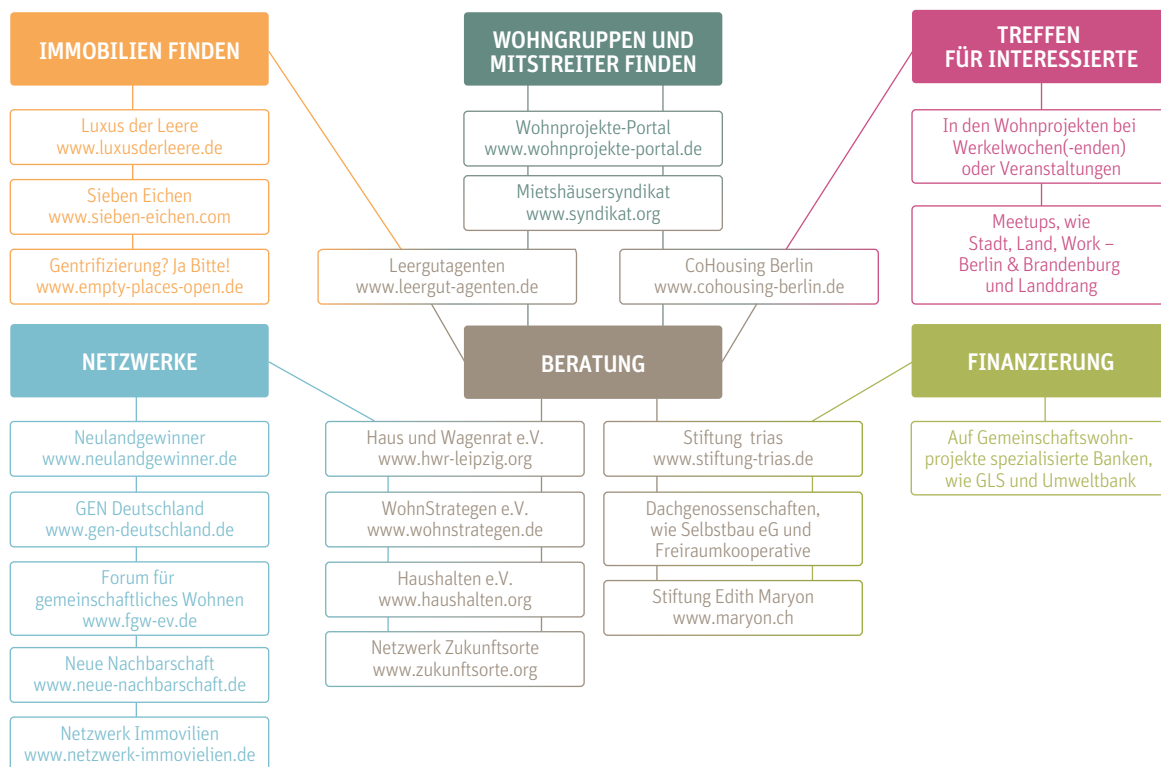 IMMOBILIEN FINDEN
Luxus der Leere
www.luxusderleere.de
Sieben Eichen
www.sieben-eichen.com
Gentrifizierung? Ja Bitte!
www.empty-places-open.de
WOHNGRUPPEN UND
MITSTREITER FINDEN
Wohnprojekte-Portal
www.wohnprojekte-portal.de
Mietshäusersyndikat
www.syndikat.org
Leergutagenten
www.leergut-agenten.de
CoHousing Berlin
www.cohousing-berlin.de
TREFFEN
FÜR INTERESSIERTE
In den Wohnprojekten bei
Werkelwochen(-enden)
oder Veranstaltungen
Meetups, wie
Stadt, Land, Work –
Berlin & Brandenburg
und Landdrang
NETZWERKE
Neulandgewinner
www.neulandgewinner.de
GEN Deutschland
www.gen-deutschland.de
Forum für
gemeinschaftliches Wohnen
www.fgw-ev.de
Neue Nachbarschaft
www.neue-nachbarschaft.de
Netzwerk Immovilien
www.netzwerk-immovielien.de
BERATUNG
Haus und Wagenrat e.V.
www.hwr-leipzig.org
WohnStrategen e.V.
www.wohnstrategen.de
Haushalten e.V.
www.haushalten.org
Netzwerk Zukunftsorte
www.zukunftsorte.org
Stiftung trias
www.stiftung-trias.de
Dachgenossenschaften,
wie Selbstbau eG und
Freiraumkooperative
Stiftung Edith Maryon
www.maryon.ch
FINANZIERUNG
Auf Gemeinschaftswohn-
projekte spezialisierte Banken,
wie GLS und Umweltbank